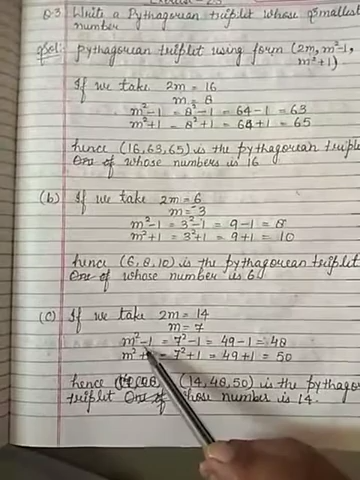 Q.3 Write a Pythagorean triplet whose smallest
number
Sol: pythagorean triplet using form (2m, m²-1,
m²+1)
If we take 2m = 16
m = 8
m²-1 = 8²-1 = 64-1 = 63
m²+1 = 8²+1 = 64+1 = 65
hence (16,63,65) is the pythagorean triple
One of whose numbers is 16
(b) If we take 2m = 6
m = 3
m²-1 = 3²-1 = 9-1 = 8
m²+1 = 3²+1 = 9+1 = 10
hence (6,8,10) is the pythagorean triplet
One of whose number is 6
(c) If we take 2m = 14
m = 7
m²-1 = 7²-1 = 49-1 = 48
m²+1 = 7²+1 = 49+1 = 50
hence (14,48,50) is the pythago
triplet One of whose number is 14.